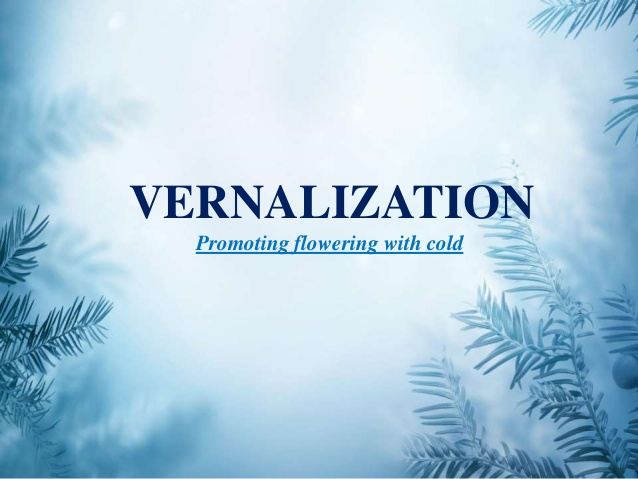 VERNALIZATION
Promoting flowering with cold